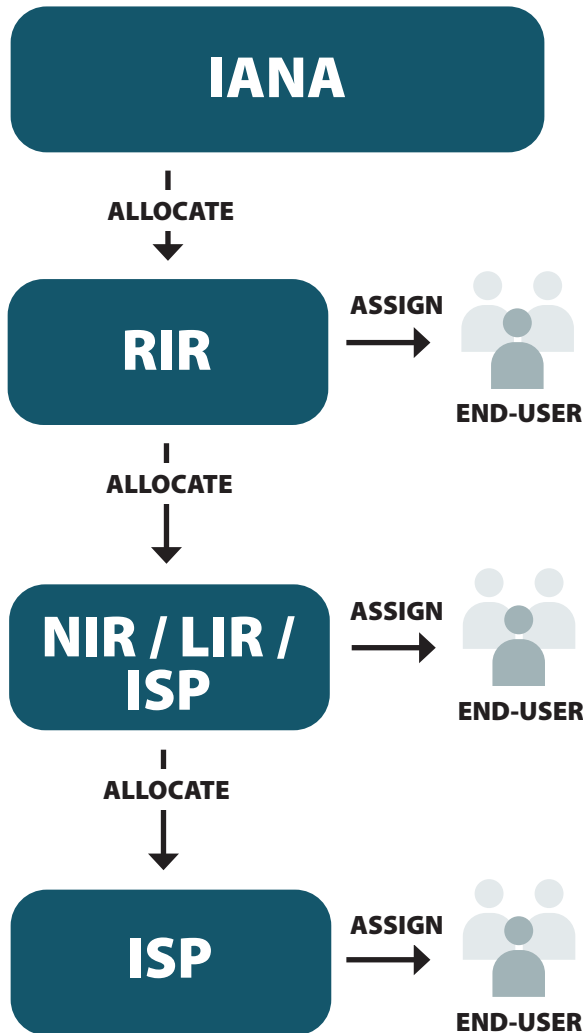 IANA
ALLOCATE
RIR
ASSIGN
END-USER
ALLOCATE
NIR / LIR /
ISP
ASSIGN
END-USER
ALLOCATE
ISP
ASSIGN
END-USER